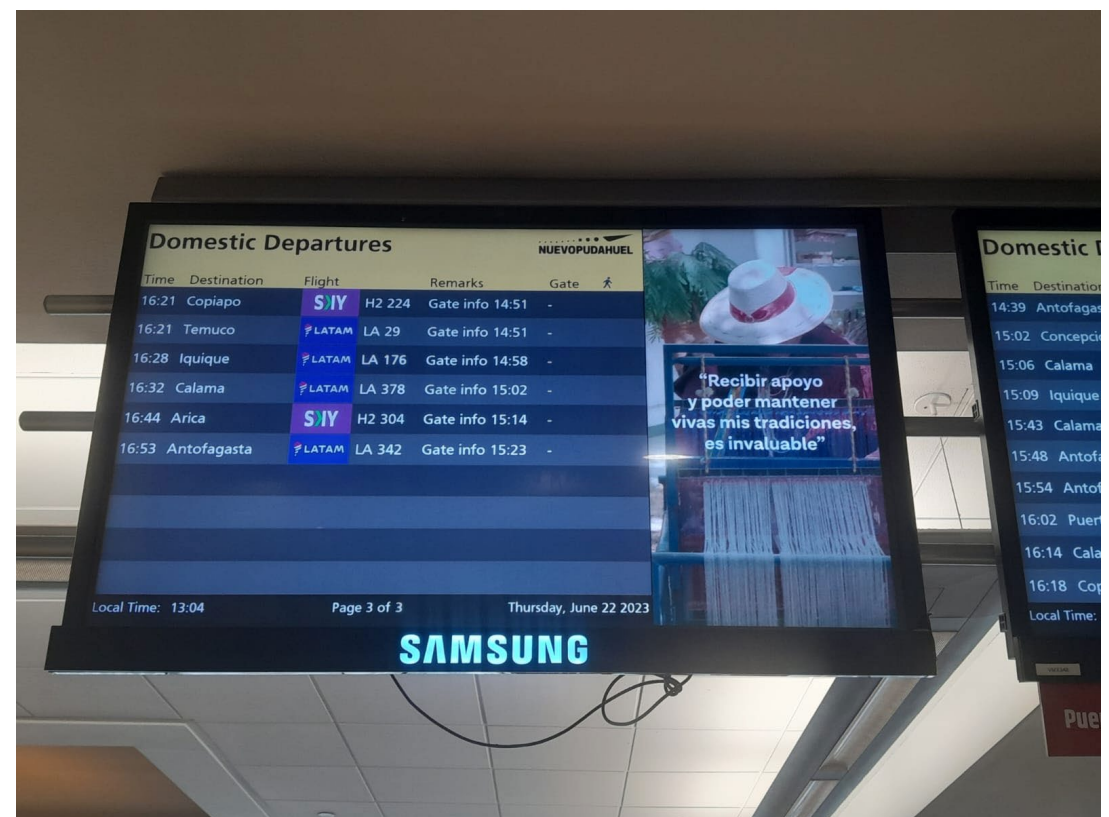 Domestic Departures
NUEVOPUDAHUEL
Time Destination Flight Remarks Gate
16:21 Copiapo SKY H2 224 Gate info 14:51 -
16:21 Temuco LATAM LA 29 Gate info 14:51 -
16:28 Iquique LATAM LA 176 Gate info 14:58 -
16:32 Calama LATAM LA 378 Gate info 15:02 -
16:44 Arica SKY H2 304 Gate info 15:14 -
16:53 Antofagasta LATAM LA 342 Gate info 15:23 -
Local Time: 13:04 Page 3 of 3 Thursday, June 22 2023
SAMSUNG
“Recibir apoyo
y poder mantener
vivas mis tradiciones,
es invaluable”
Domestic
Time Destination
14:39 Antofagas
15:02 Concepci
15:06 Calama
15:09 Iquique
15:43 Calama
15:48 Antofa
15:54 Antof
16:02 Puer
16:14 Cala
16:18 Cop
Local Time:
Pue